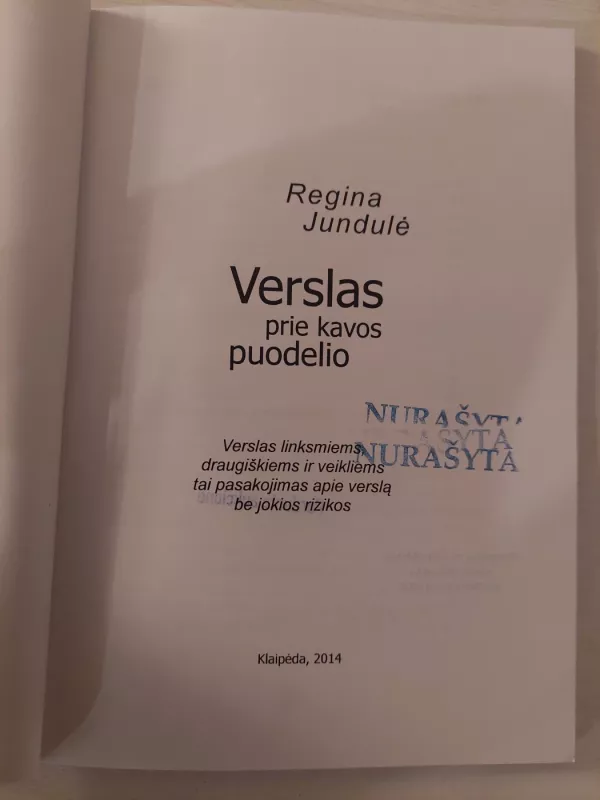 Regina
Jundulė
Verslas
prie kavos
puodelio
NURAŠYTA
NURAŠYTA
NURAŠYTA
Verslas linksmiems,
draugiškiems ir veikliems
tai pasakojimas apie verslą
be jokios rizikos
Klaipėda, 2014